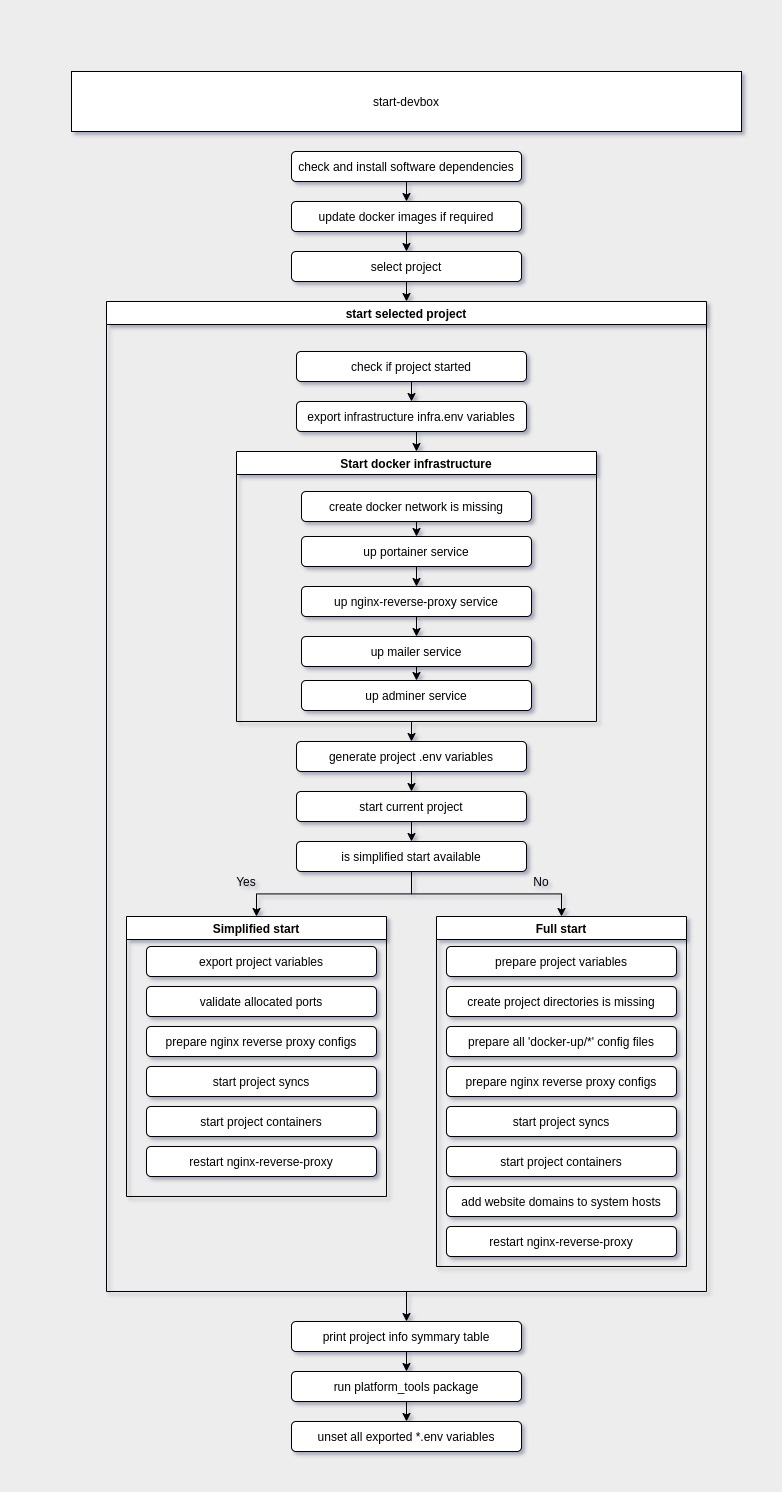 start-devbox
check and install software dependencies
update docker images if required
select project
start selected project
check if project started
export infrastructure infra.env variables
Start docker infrastructure
create docker network is missing
up portainer service
up nginx-reverse-proxy service
up mailer service
up adminer service
generate project .env variables
start current project
is simplified start available
Yes
No
Simplified start
export project variables
validate allocated ports
prepare nginx reverse proxy configs
start project syncs
start project containers
restart nginx-reverse-proxy
Full start
prepare project variables
create project directories is missing
prepare all 'docker-up/*' config files
prepare nginx reverse proxy configs
start project syncs
start project containers
add website domains to system hosts
restart nginx-reverse-proxy
print project info symmary table
run platform_tools package
unset all exported *.env variables